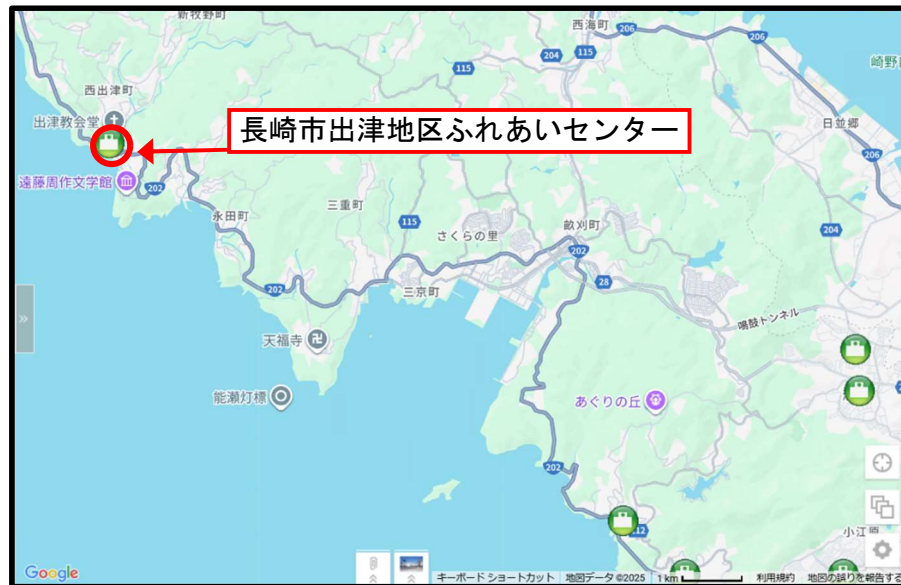 新牧野町
西海町
206
206
204
115
115
崎野
西出津町
出津教会堂
長崎市出津地区ふれあいセンター
日並郷
206
遠藤周作文学館
202
三重町
永田町
115
さくらの里
畝刈町
204
202
28
202
三京町
鳴鼓トンネル
天福寺
能瀬灯標
あぐりの丘
202
112
小江原
Google
キーボード ショートカット
地図データ ©2025
1 km
利用規約
地図の誤りを報告する